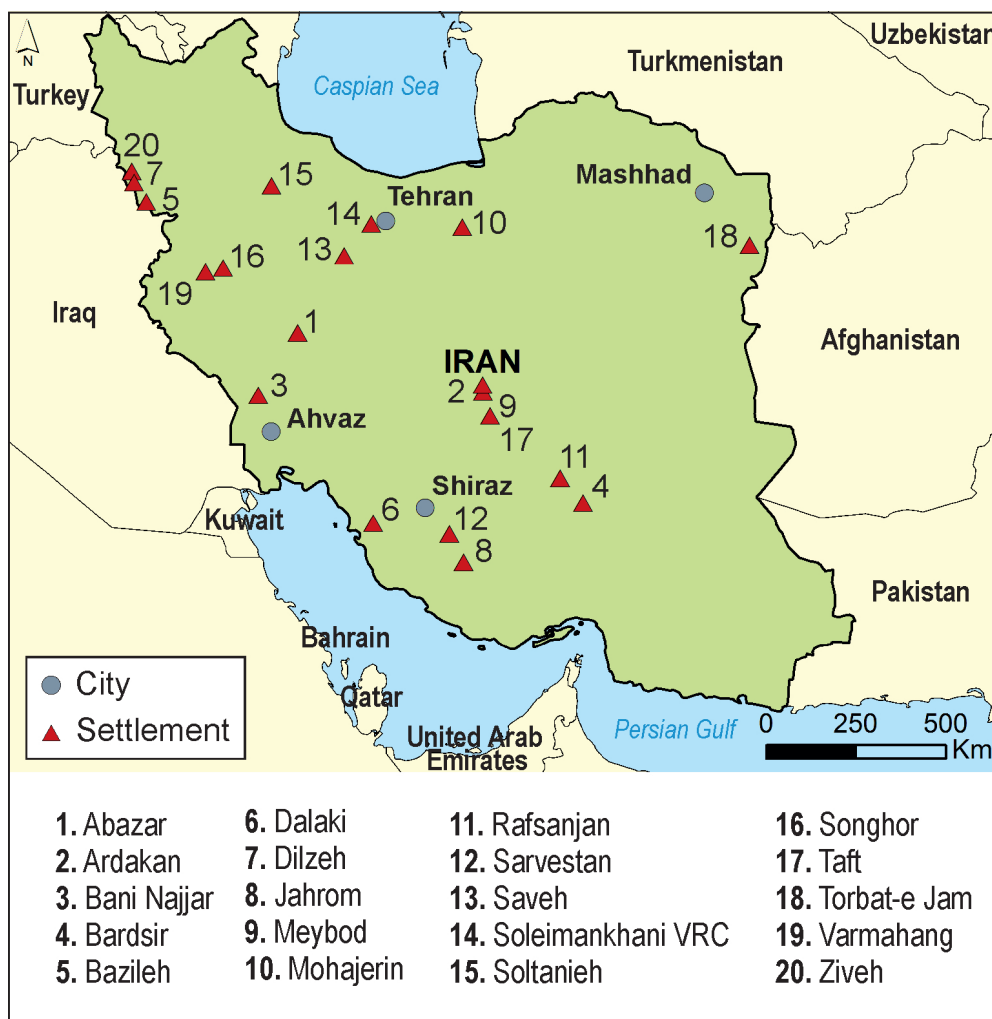 N
Uzbekistan
Turkmenistan
Turkey
Caspian Sea
20
7
5
15
Tehran
14
10
13
Mashhad
18
16
19
Iraq
1
Afghanistan
IRAN
2
9
17
3
Ahvaz
11
4
Shiraz
6
12
8
Kuwait
Pakistan
Bahrain
Qatar
United Arab
Emirates
Persian Gulf
City
Settlement
0 250 500
Km
1. Abazar
2. Ardakan
3. Bani Najjar
4. Bardsir
5. Bazileh
6. Dalaki
7. Dilzeh
8. Jahrom
9. Meybod
10. Mohajerin
11. Rafsanjan
12. Sarvestan
13. Saveh
14. Soleimankhani VRC
15. Soltanieh
16. Songhor
17. Taft
18. Torbat-e Jam
19. Varmahang
20. Ziveh